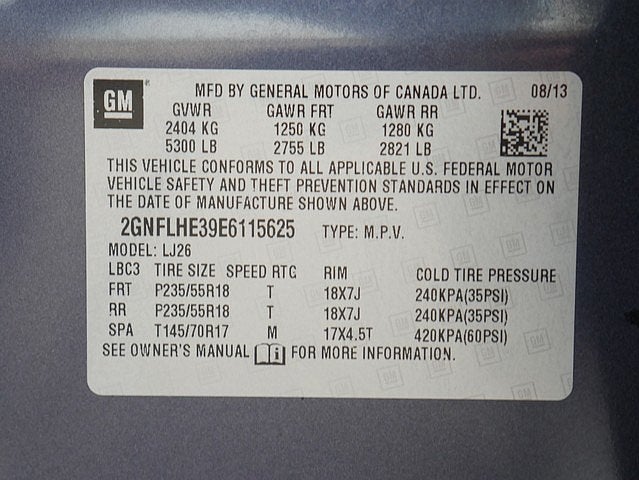 GM MFD BY GENERAL MOTORS OF CANADA LTD. 08/13
GVWR GAWR FRT GAWR RR
2404 KG 1250 KG 1280 KG
5300 LB 2755 LB 2821 LB
THIS VEHICLE CONFORMS TO ALL APPLICABLE U.S. FEDERAL MOTOR
VEHICLE SAFETY AND THEFT PREVENTION STANDARDS IN EFFECT ON
THE DATE OF MANUFACTURE SHOWN ABOVE.
2GNFLHE39E6115625 TYPE: M.P.V.
MODEL: LJ26
LBC3 TIRE SIZE SPEED RTG RIM COLD TIRE PRESSURE
FRT P235/55R18 T 18X7J 240KPA(35PSI)
RR P235/55R18 T 18X7J 240KPA(35PSI)
SPA T145/70R17 M 17X4.5T 420KPA(60PSI)
SEE OWNER'S MANUAL i FOR MORE INFORMATION.